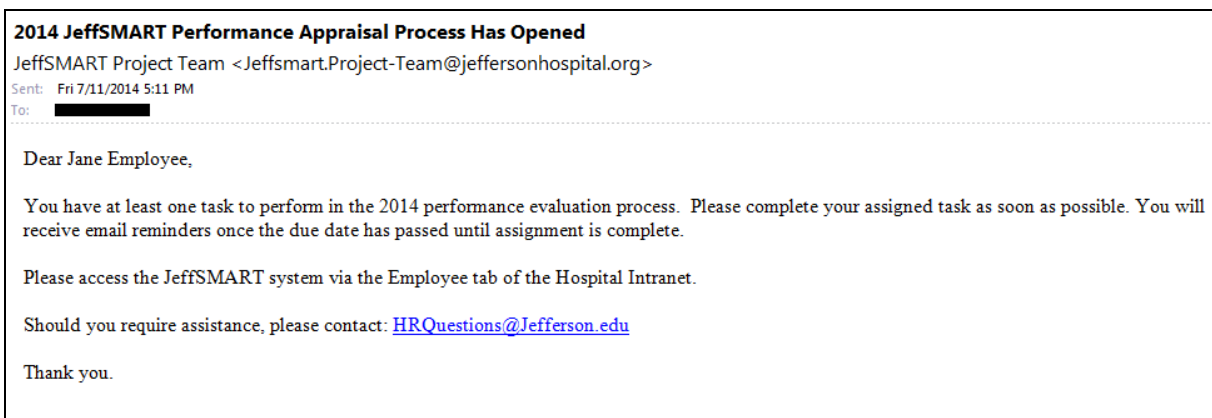 2014 JeffSMART Performance Appraisal Process Has Opened
JeffSMART Project Team <Jeffsmart.Project-Team@jeffersonhospital.org>
Sent: Fri 7/11/2014 5:11 PM
To:
Dear Jane Employee,
You have at least one task to perform in the 2014 performance evaluation process.  Please complete your assigned task as soon as possible. You will
receive email reminders once the due date has passed until assignment is complete.
Please access the JeffSMART system via the Employee tab of the Hospital Intranet.
Should you require assistance, please contact: HRQuestions@Jefferson.edu
Thank you.